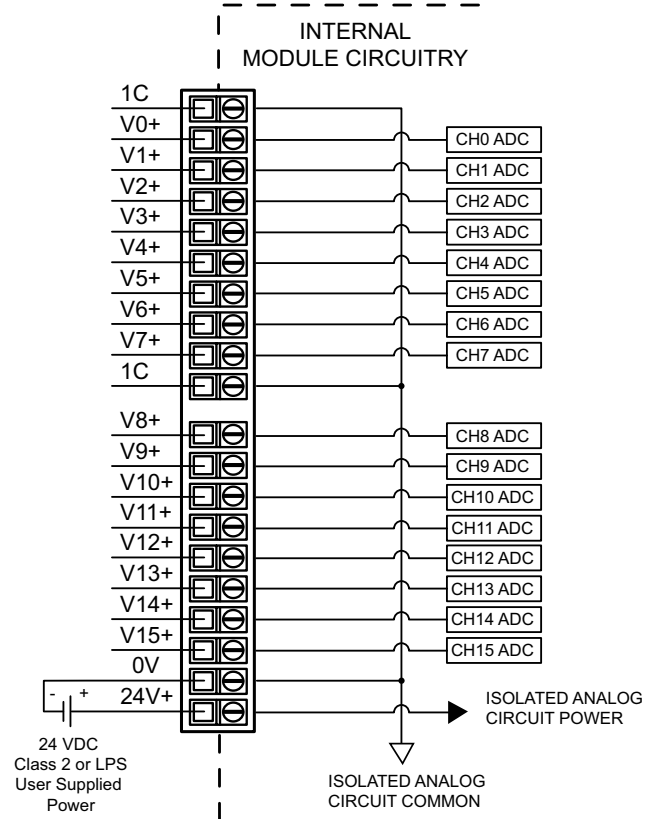 INTERNAL
MODULE CIRCUITRY
1C
V0+
CH0 ADC
V1+
CH1 ADC
V2+
CH2 ADC
V3+
CH3 ADC
V4+
CH4 ADC
V5+
CH5 ADC
V6+
CH6 ADC
V7+
CH7 ADC
1C
V8+
CH8 ADC
V9+
CH9 ADC
V10+
CH10 ADC
V11+
CH11 ADC
V12+
CH12 ADC
V13+
CH13 ADC
V14+
CH14 ADC
V15+
CH15 ADC
0V
- +
24V+
ISOLATED ANALOG
CIRCUIT POWER
24 VDC
Class 2 or LPS
User Supplied
Power
ISOLATED ANALOG
CIRCUIT COMMON